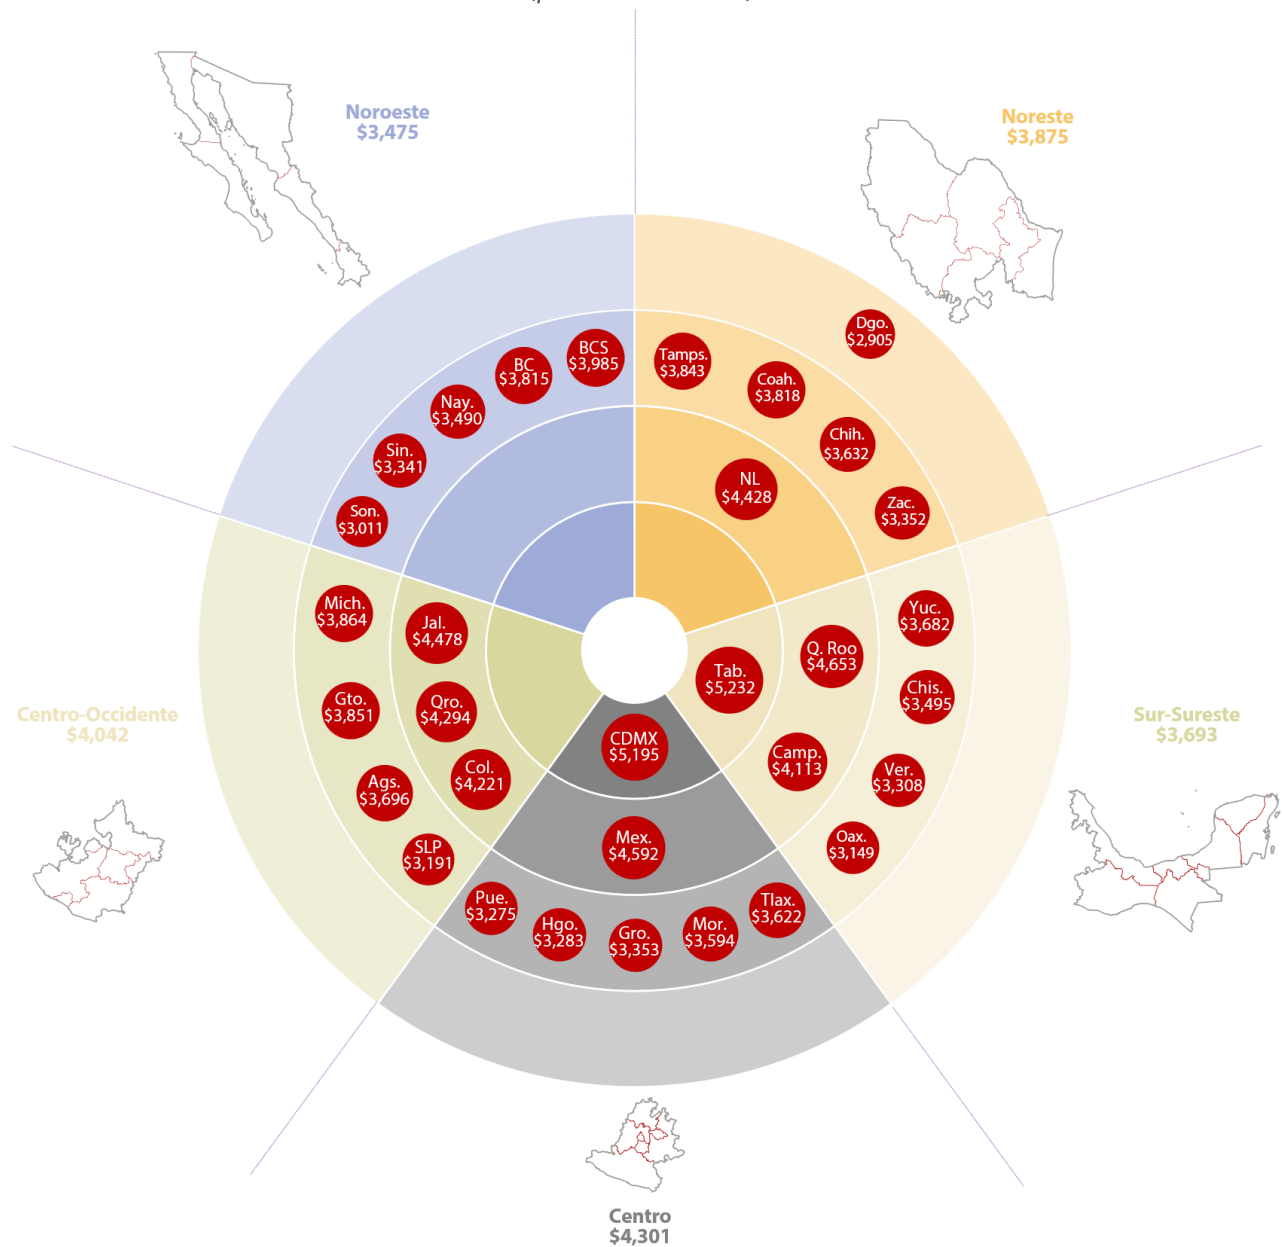 Noroeste
$3,475
Noreste
$3,875
Dgo.
$2,905
BCS
$3,985
BC
$3,815
Nay.
$3,490
Sin.
$3,341
Son.
$3,011
Tamps.
$3,843
Coah.
$3,818
Chih.
$3,632
Zac.
$3,352
NL
$4,428
Mich.
$3,864
Jal.
$4,478
Gto.
$3,851
Qro.
$4,294
Ags.
$3,696
Col.
$4,221
SLP
$3,191
Tab.
$5,232
Q. Roo
$4,653
Yuc.
$3,682
Chis.
$3,495
Camp.
$4,113
Ver.
$3,308
Oax.
$3,149
CDMX
$5,195
Mex.
$4,592
Pue.
$3,275
Hgo.
$3,283
Gro.
$3,353
Mor.
$3,594
Tlax.
$3,622
Centro-Occidente
$4,042
Sur-Sureste
$3,693
Centro
$4,301